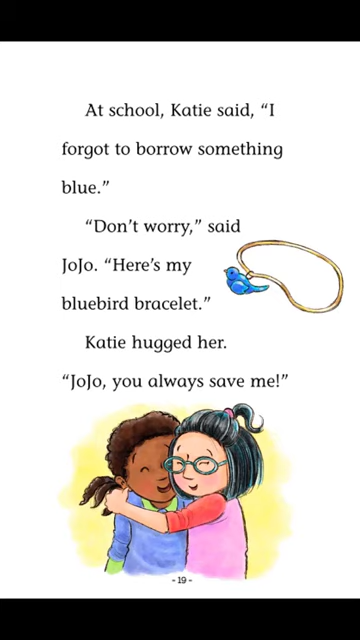 At school, Katie said, “I
forgot to borrow something
blue.”
“Don’t worry,” said
JoJo. “Here’s my
bluebird bracelet.”
Katie hugged her.
“JoJo, you always save me!”
- 19 -